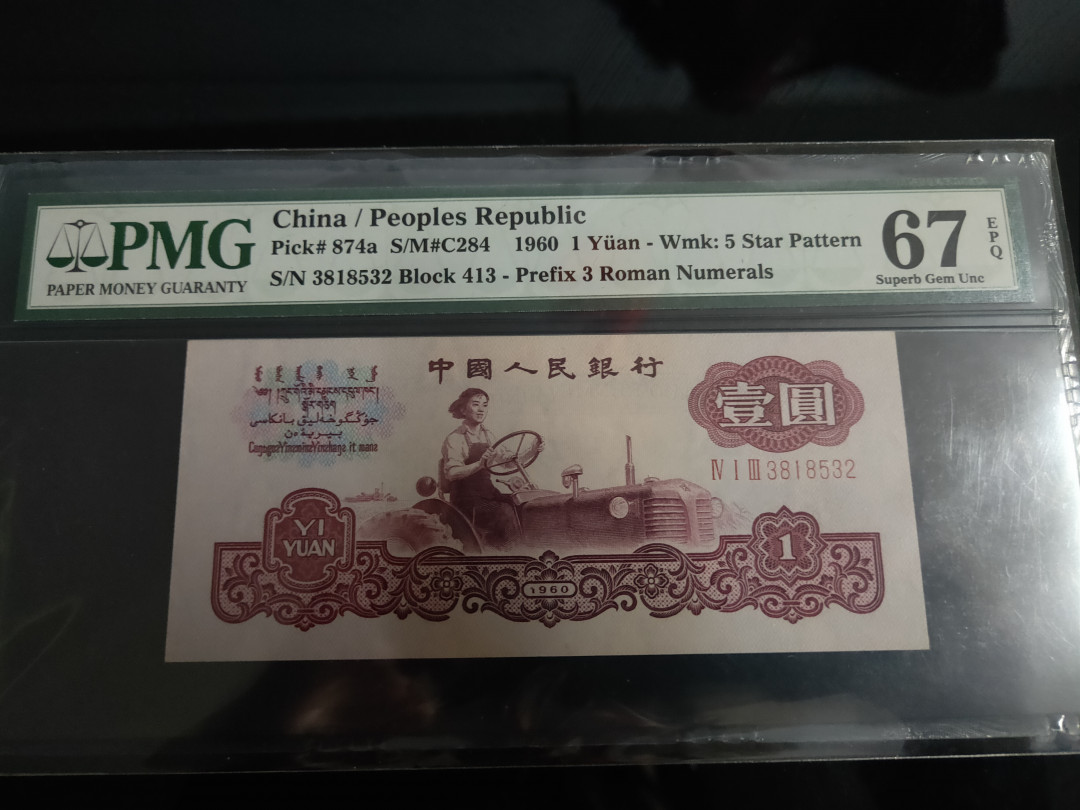 PMG
PAPER MONEY GUARANTY
China / Peoples Republic
Pick# 874a S/M#C284 1960 1 Yüan - Wmk: 5 Star Pattern
S/N 3818532 Block 413 - Prefix 3 Roman Numerals
67
EPQ
Superb Gem Unc
中國人民銀行
壹圓
Ⅳ Ⅰ Ⅲ 3818532
YI
YUAN
1
1960